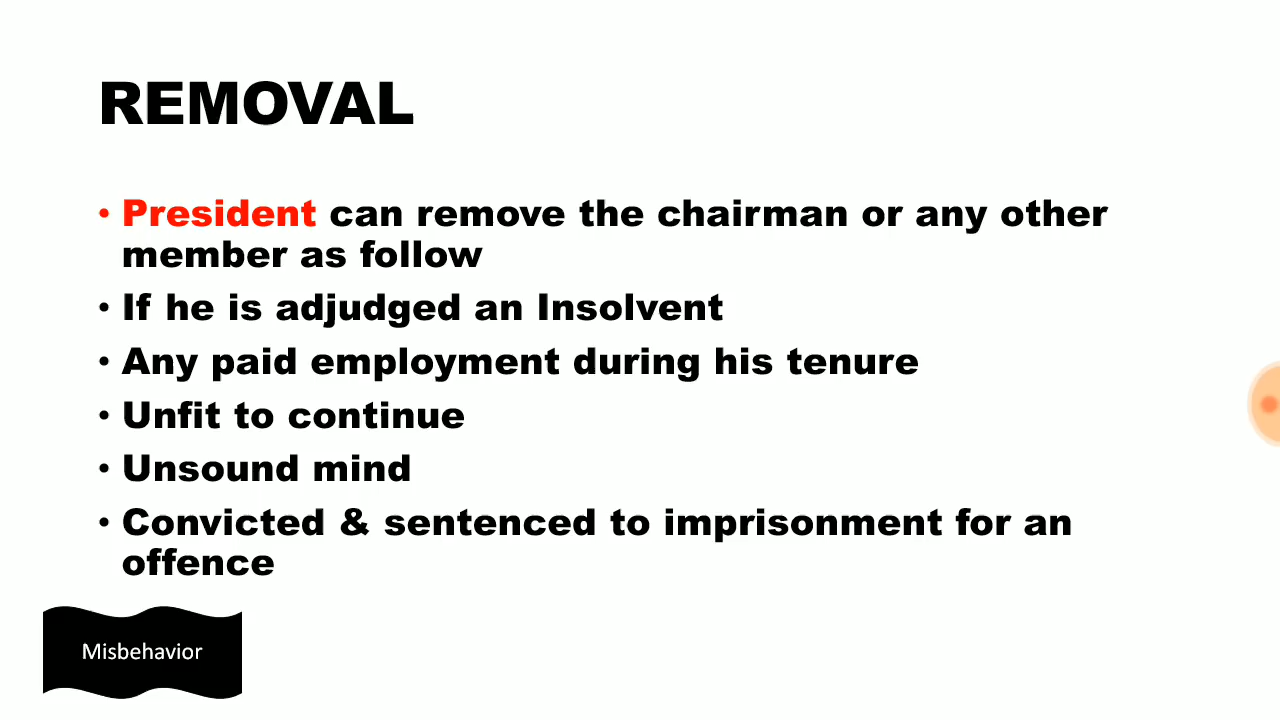 REMOVAL
• President can remove the chairman or any other
member as follow
• If he is adjudged an Insolvent
• Any paid employment during his tenure
• Unfit to continue
• Unsound mind
• Convicted & sentenced to imprisonment for an
offence
Misbehavior